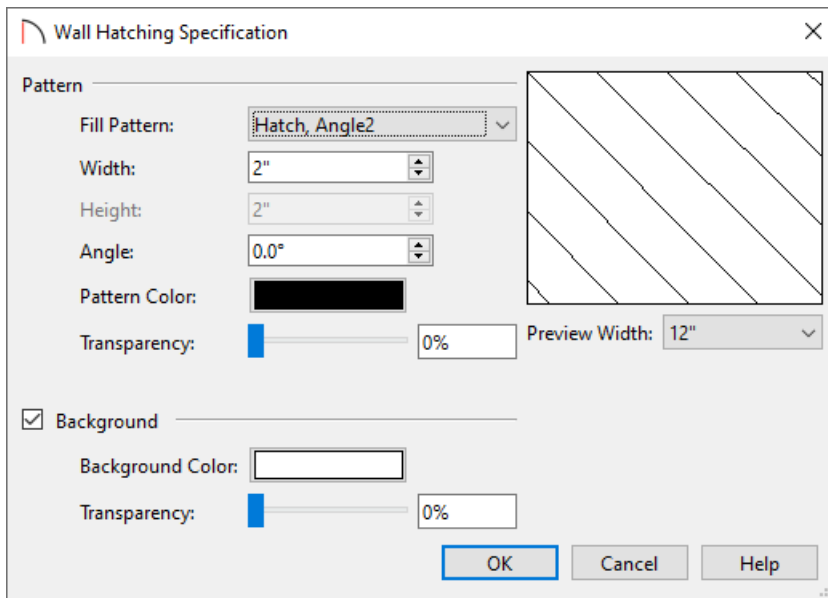 Wall Hatching Specification
Pattern
Fill Pattern: Hatch, Angle2
Width: 2"
Height: 2"
Angle: 0.0°
Pattern Color:
Transparency: 0%
Preview Width: 12"
Background
Background Color:
Transparency: 0%
OK Cancel Help